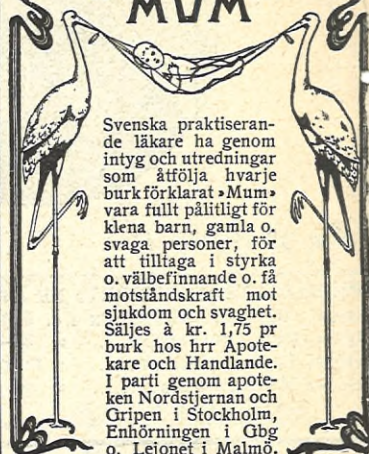 MUM
Svenska praktiseran-
de läkare ha genom
intyg och utredningar
som åtfölja hvarje
burk förklarat »Mum»
vara fullt pålitligt för
klena barn, gamla o.
svaga personer, för
att tilltaga i styrka
o. välbefinnande o. få
motståndskraft mot
sjukdom och svaghet.
Säljes à kr. 1,75 pr
burk hos hrr Apote-
kare och Handlande.
I parti genom apote-
ken Nordstjernan och
Gripen i Stockholm,
Enhörningen i Gbg
o. Lejonet i Malmö.